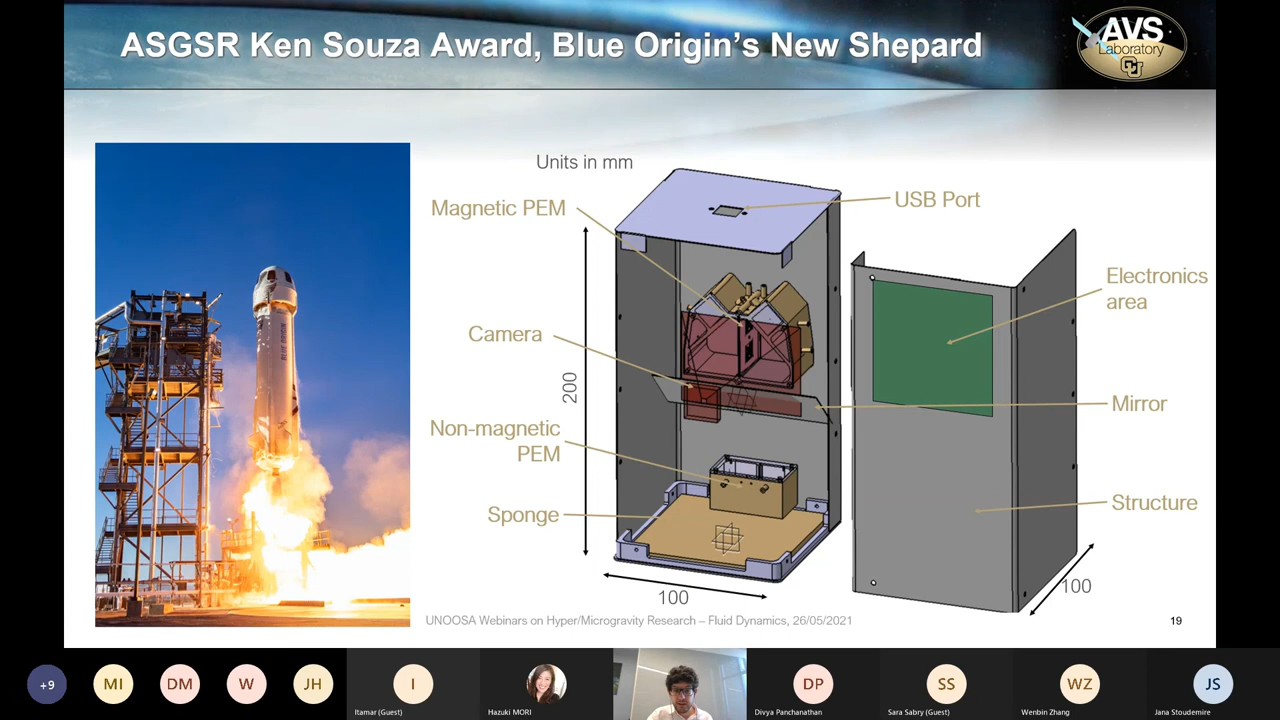 ASGSR Ken Souza Award, Blue Origin's New Shepard
AVS
Laboratory
CU
Units in mm
Magnetic PEM
USB Port
Electronics
area
Camera
200
Mirror
Non-magnetic
PEM
Sponge
Structure
100
100
BLUE ORIGIN
UNOOSA Webinars on Hyper/Microgravity Research – Fluid Dynamics, 26/05/2021
19
+9
MI
DM
W
JH
I
DP
SS
WZ
JS
Itamar (Guest)
Hazuki MORI
Divya Panchanathan
Sara Sabry (Guest)
Wenbin Zhang
Jana Stoudemire